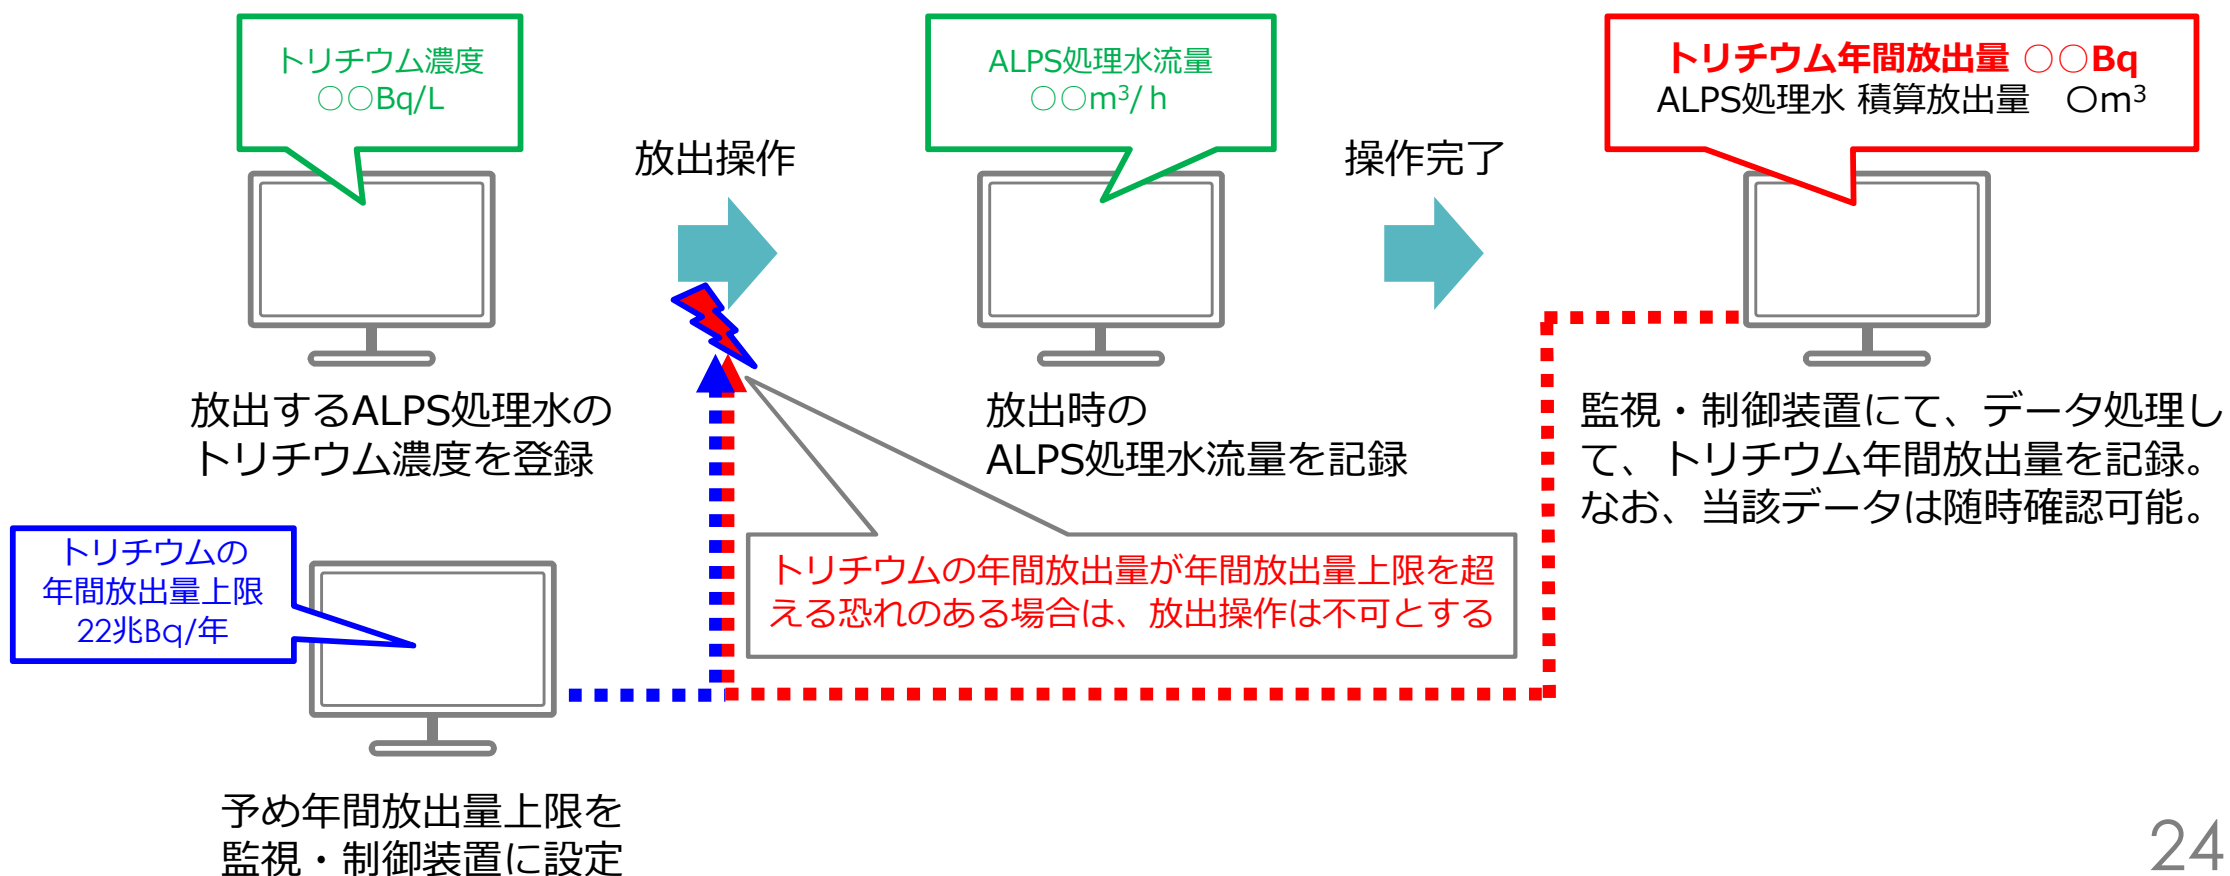 トリチウム濃度
○○Bq/L
ALPS処理水流量
○○m³/ h
トリチウム年間放出量 ○○Bq
ALPS処理水 積算放出量　○m³
放出操作
操作完了
放出するALPS処理水の
トリチウム濃度を登録
放出時の
ALPS処理水流量を記録
監視・制御装置にて、データ処理し
て、トリチウム年間放出量を記録。
なお、当該データは随時確認可能。
トリチウムの
年間放出量上限
22兆Bq/年
トリチウムの年間放出量が年間放出量上限を超
える恐れのある場合は、放出操作は不可とする
予め年間放出量上限を
監視・制御装置に設定
24